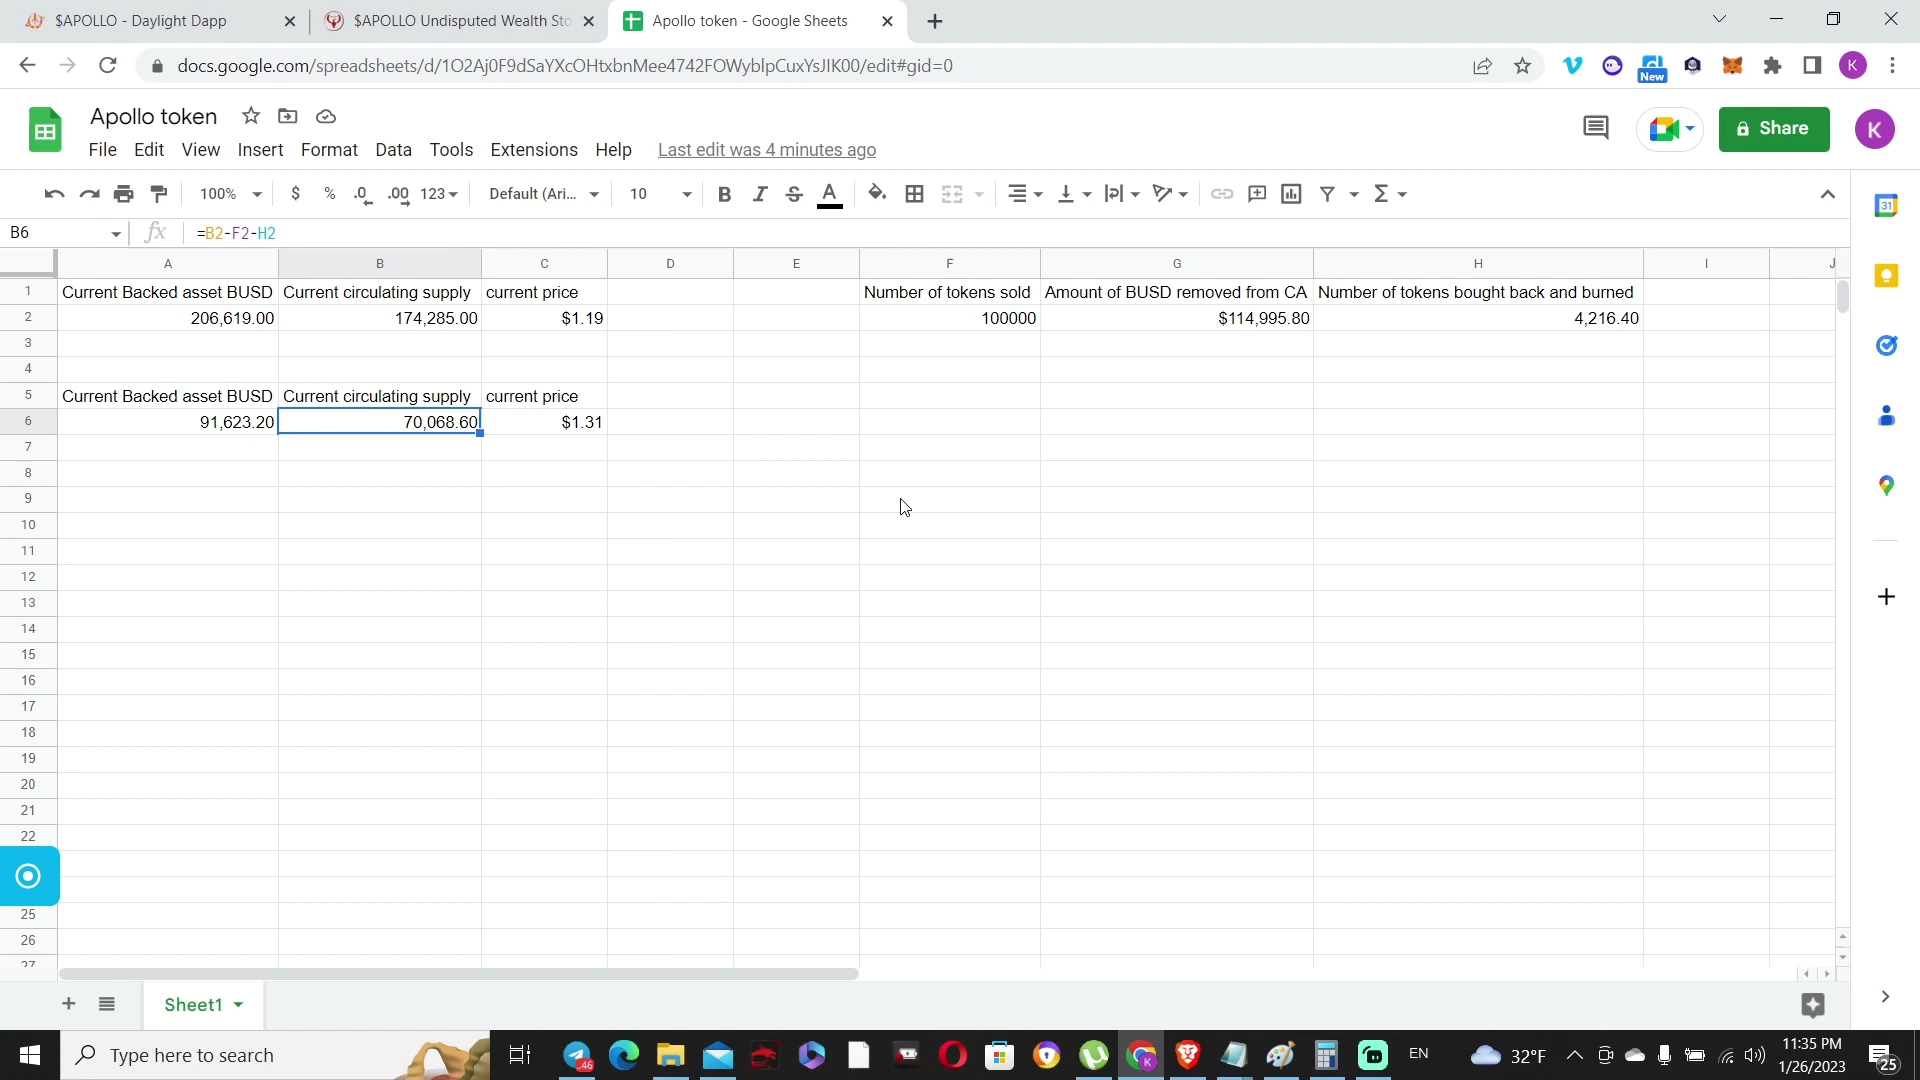 $APOLLO - Daylight Dapp
$APOLLO Undisputed Wealth Sto
Apollo token - Google Sheets
docs.google.com/spreadsheets/d/1O2Aj0F9dSaYXcOHtxbnMee4742FOWyblpCuxYsJIK00/edit#gid=0
New
K
Apollo token
File Edit View Insert Format Data Tools Extensions Help Last edit was 4 minutes ago
Share
K
100% $ % .0 .00 123 Default (Ari... 10 B I S A Σ
31
B6 fx =B2-F2-H2
A B C D E F G H I J
1 Current Backed asset BUSD Current circulating supply current price Number of tokens sold Amount of BUSD removed from CA Number of tokens bought back and burned
2 206,619.00 174,285.00 $1.19 100000 $114,995.80 4,216.40
3
4
5 Current Backed asset BUSD Current circulating supply current price
6 91,623.20 70,068.60 $1.31
7
8
9
10
11
12
13
14
15
16
17
18
19
20
21
22
25
26
27
Sheet1
Type here to search
46
K
EN
32°F
11:35 PM
1/26/2023
25